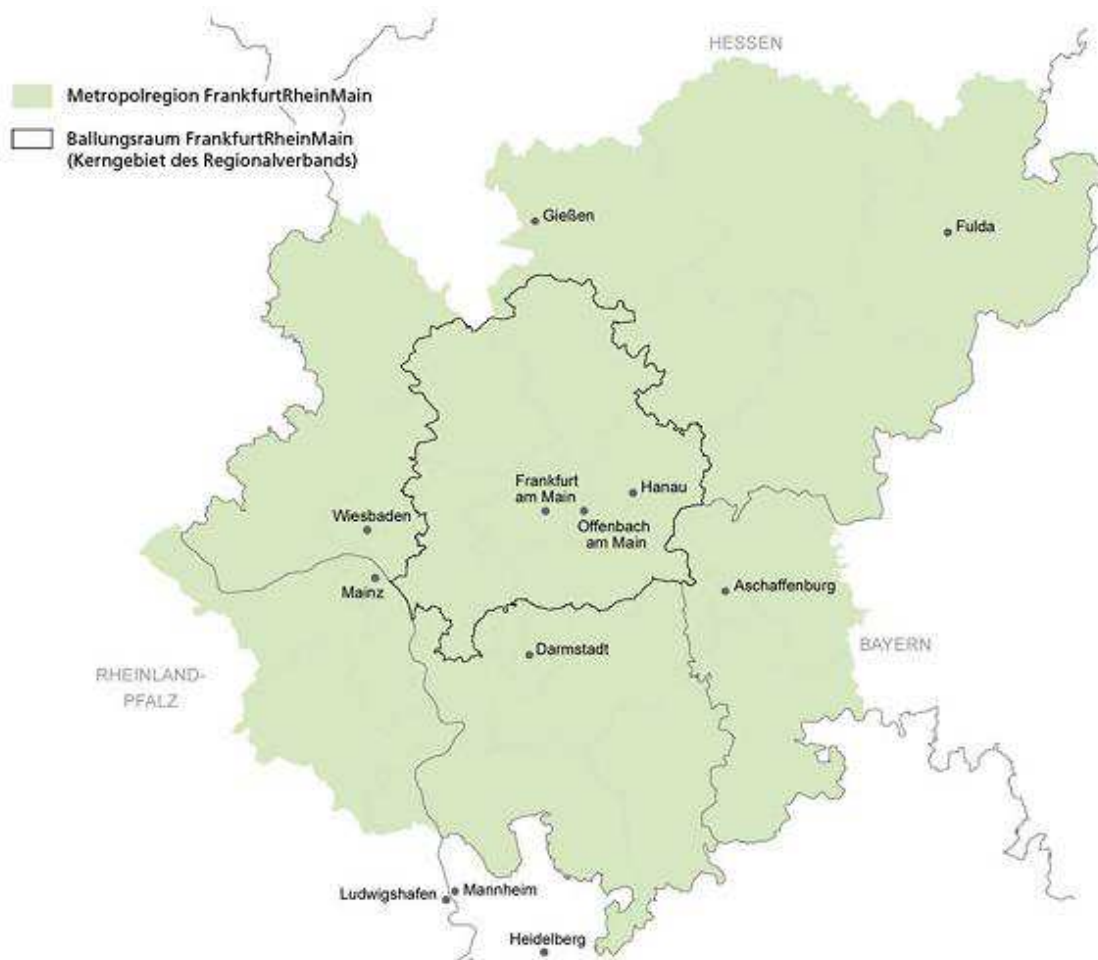 HESSEN
Metropolregion FrankfurtRheinMain
Ballungsraum FrankfurtRheinMain
(Kerngebiet des Regionalverbands)
Gießen
Fulda
Frankfurt
am Main
Hanau
Wiesbaden
Offenbach
am Main
Mainz
Aschaffenburg
Darmstadt
BAYERN
RHEINLAND-
PFALZ
Ludwigshafen
Mannheim
Heidelberg